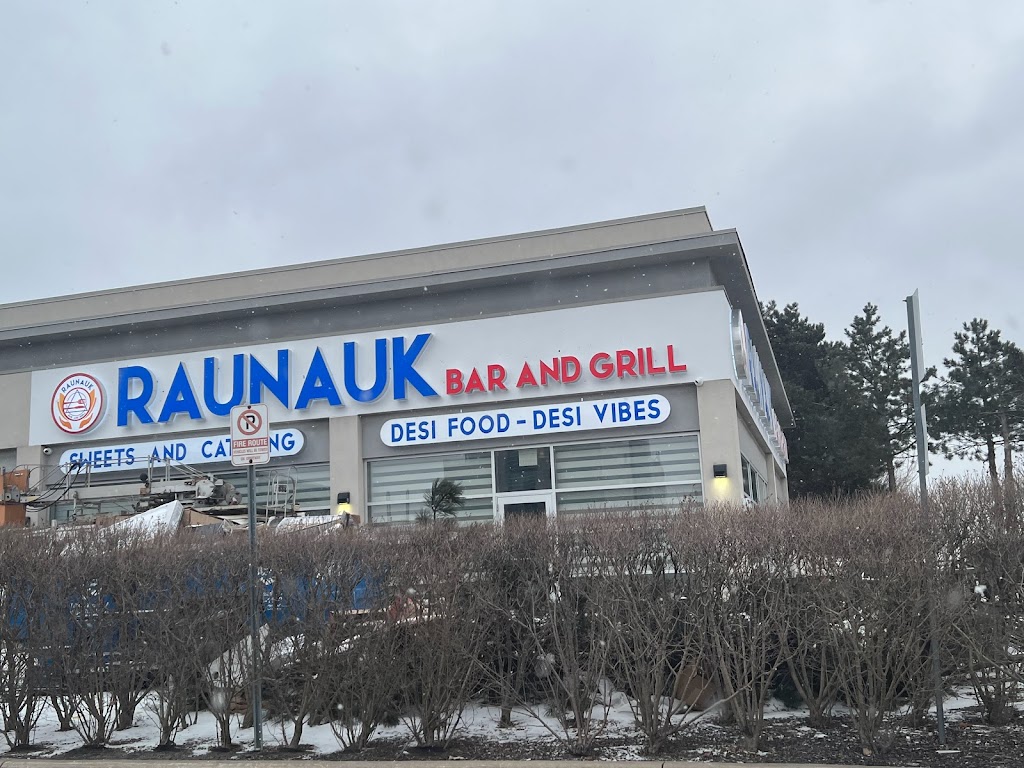 RAUNAUK
RAUNAUK BAR AND GRILL
SWEETS AND CATERING
DESI FOOD - DESI VIBES
P
FIRE ROUTE